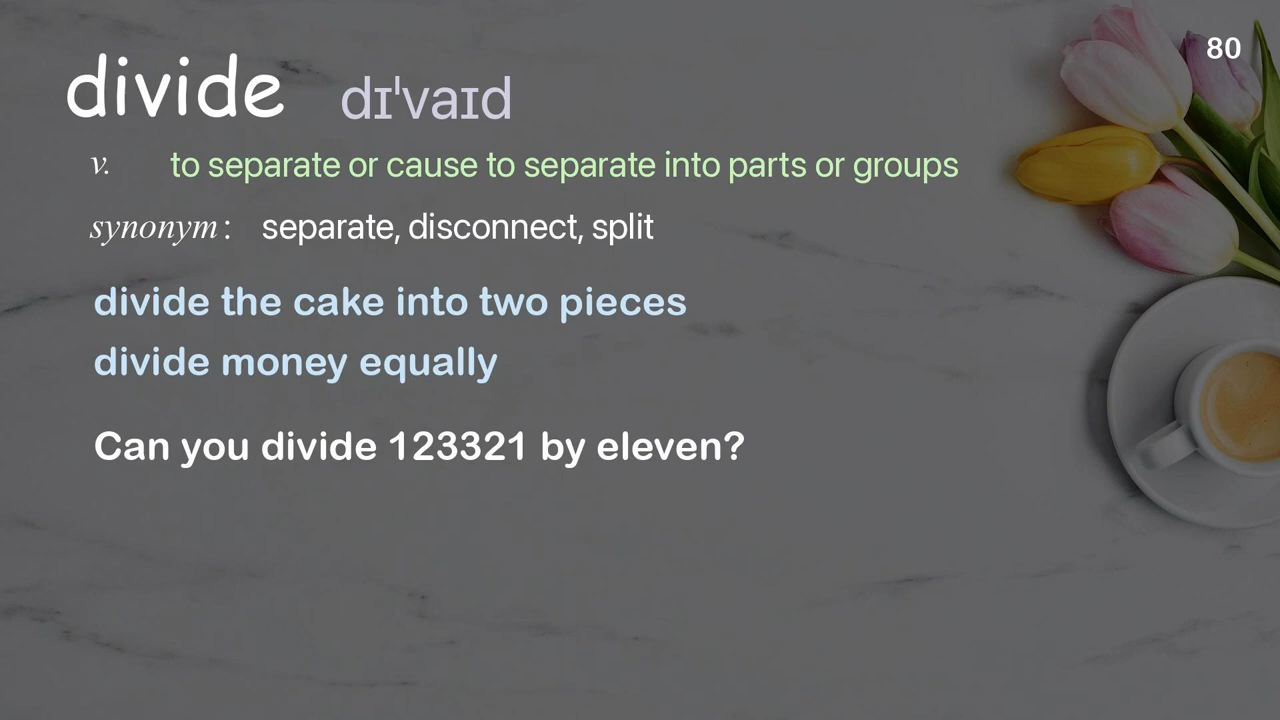 80
divide dɪˈvaɪd
v. to separate or cause to separate into parts or groups
synonym: separate, disconnect, split
divide the cake into two pieces
divide money equally
Can you divide 123321 by eleven?